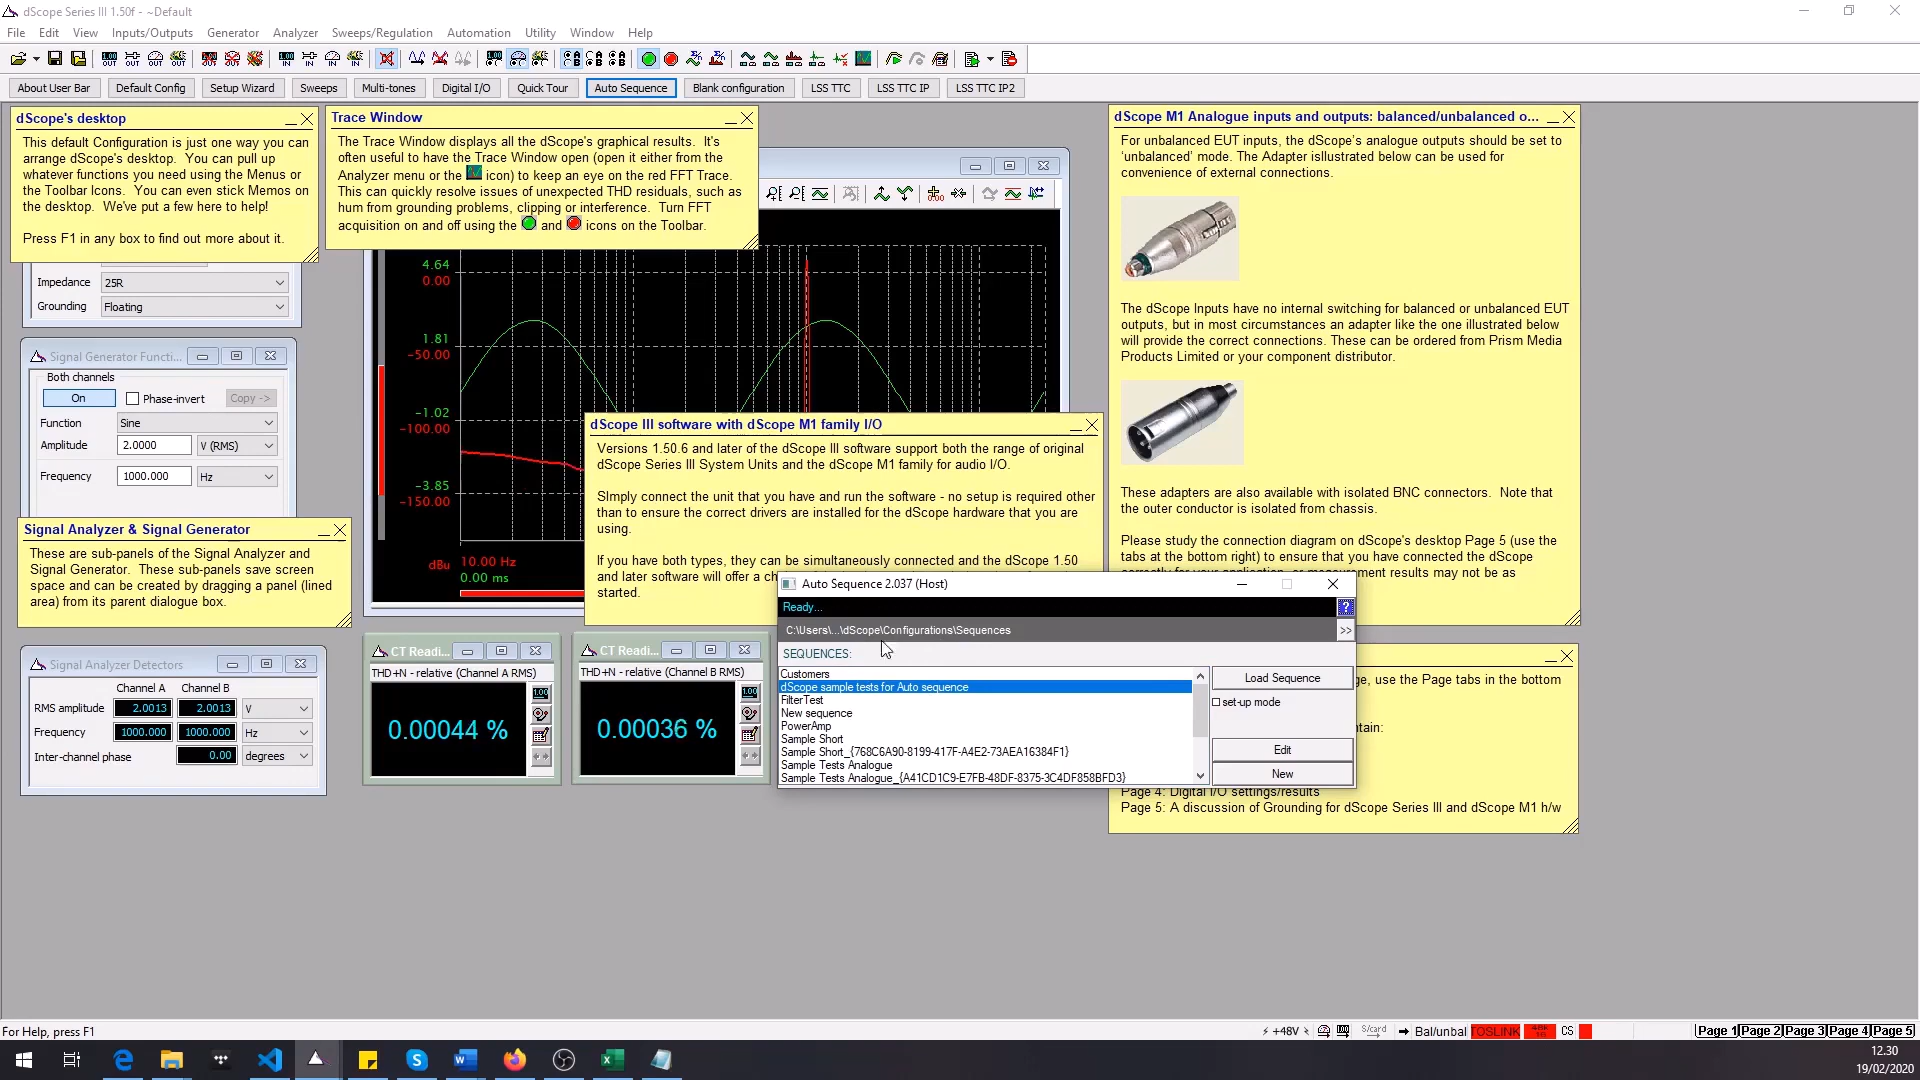 dScope Series III 1.50f - ~Default
File Edit View Inputs/Outputs Generator Analyzer Sweeps/Regulation Automation Utility Window Help
About User Bar Default Config Setup Wizard Sweeps Multi-tones Digital I/O Quick Tour Auto Sequence Blank configuration LSS TTC LSS TTC IP LSS TTC IP2
dScope's desktop
This default Configuration is just one way you can
arrange dScope's desktop. You can pull up
whatever functions you need using the Menus or
the Toolbar Icons. You can even stick Memos on
the desktop. We've put a few here to help!
Press F1 in any box to find out more about it.
Impedance 25R
Grounding Floating
Trace Window
The Trace Window displays all the dScope's graphical results. It's
often useful to have the Trace Window open (open it either from the
Analyzer menu or the icon) to keep an eye on the red FFT Trace.
This can quickly resolve issues of unexpected THD residuals, such as
hum from grounding problems, clipping or interference. Turn FFT
acquisition on and off using the and icons on the Toolbar.
4.64
0.00
1.81
-50.00
-1.02
-100.00
-3.85
-150.00
dBu
10.00 Hz
0.00 ms
Signal Generator Functi...
Both channels
On Phase-invert Copy ->
Function Sine
Amplitude 2.0000 V (RMS)
Frequency 1000.000 Hz
Signal Analyzer & Signal Generator
These are sub-panels of the Signal Analyzer and
Signal Generator. These sub-panels save screen
space and can be created by dragging a panel (lined
area) from its parent dialogue box.
Signal Analyzer Detectors
Channel A Channel B
RMS amplitude 2.0013 2.0013 V
Frequency 1000.000 1000.000 Hz
Inter-channel phase 0.00 degrees
CT Readi...
THD+N - relative (Channel A RMS)
1.00
0.00044 %
CT Readi...
THD+N - relative (Channel B RMS)
1.00
0.00036 %
dScope III software with dScope M1 family I/O
Versions 1.50.6 and later of the dScope III software support both the range of original
dScope Series III System Units and the dScope M1 family for audio I/O.
SImply connect the unit that you have and run the software - no setup is required other
than to ensure the correct drivers are installed for the dScope hardware that you are
using.
If you have both types, they can be simultaneously connected and the dScope 1.50
and later software will offer a ch
started.
Auto Sequence 2.037 (Host)
Ready...
?
C:\Users\...\dScope\Configurations\Sequences
>>
SEQUENCES:
Customers
dScope sample tests for Auto sequence
FilterTest
New sequence
PowerAmp
Sample Short
Sample Short_{768C6A90-8199-417F-A4E2-73AEA16384F1}
Sample Tests Analogue
Sample Tests Analogue_{A41CD1C9-E7FB-48DF-8375-3C4DF858BFD3}
Load Sequence
set-up mode
Edit
New
dScope M1 Analogue inputs and outputs: balanced/unbalanced o...
For unbalanced EUT inputs, the dScope's analogue outputs should be set to
'unbalanced' mode. The Adapter isllustrated below can be used for
convenience of external connections.
The dScope Inputs have no internal switching for balanced or unbalanced EUT
outputs, but in most circumstances an adapter like the one illustrated below
will provide the correct connections. These can be ordered from Prism Media
Products Limited or your component distributor.
These adapters are also available with isolated BNC connectors. Note that
the outer conductor is isolated from chassis.
Please study the connection diagram on dScope's desktop Page 5 (use the
tabs at the bottom right) to ensure that you have connected the dScope
ge, use the Page tabs in the bottom
tain:
Page 4: Digital I/O settings/results
Page 5: A discussion of Grounding for dScope Series III and dScope M1 h/w
For Help, press F1
+48V S/card Bal/unbal TOSLINK CS
Page 1 Page 2 Page 3 Page 4 Page 5
12.30
19/02/2020